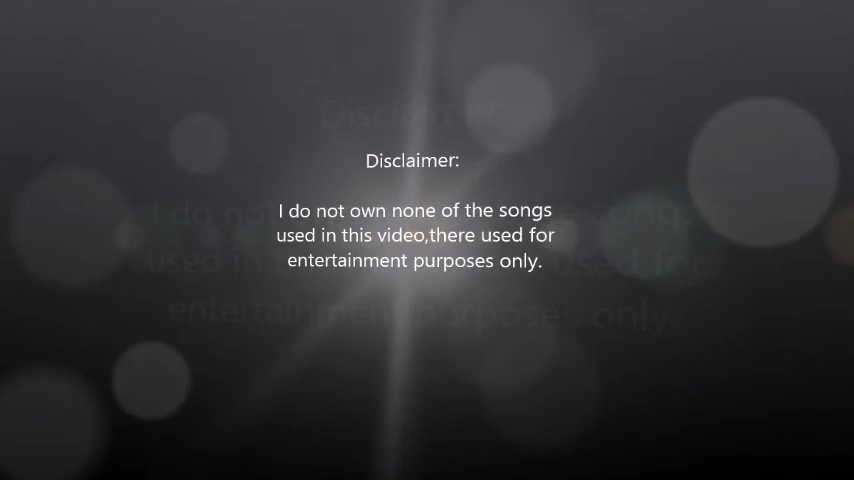 Disclaimer:
I do not own none of the songs
used in this video,there used for
entertainment purposes only.